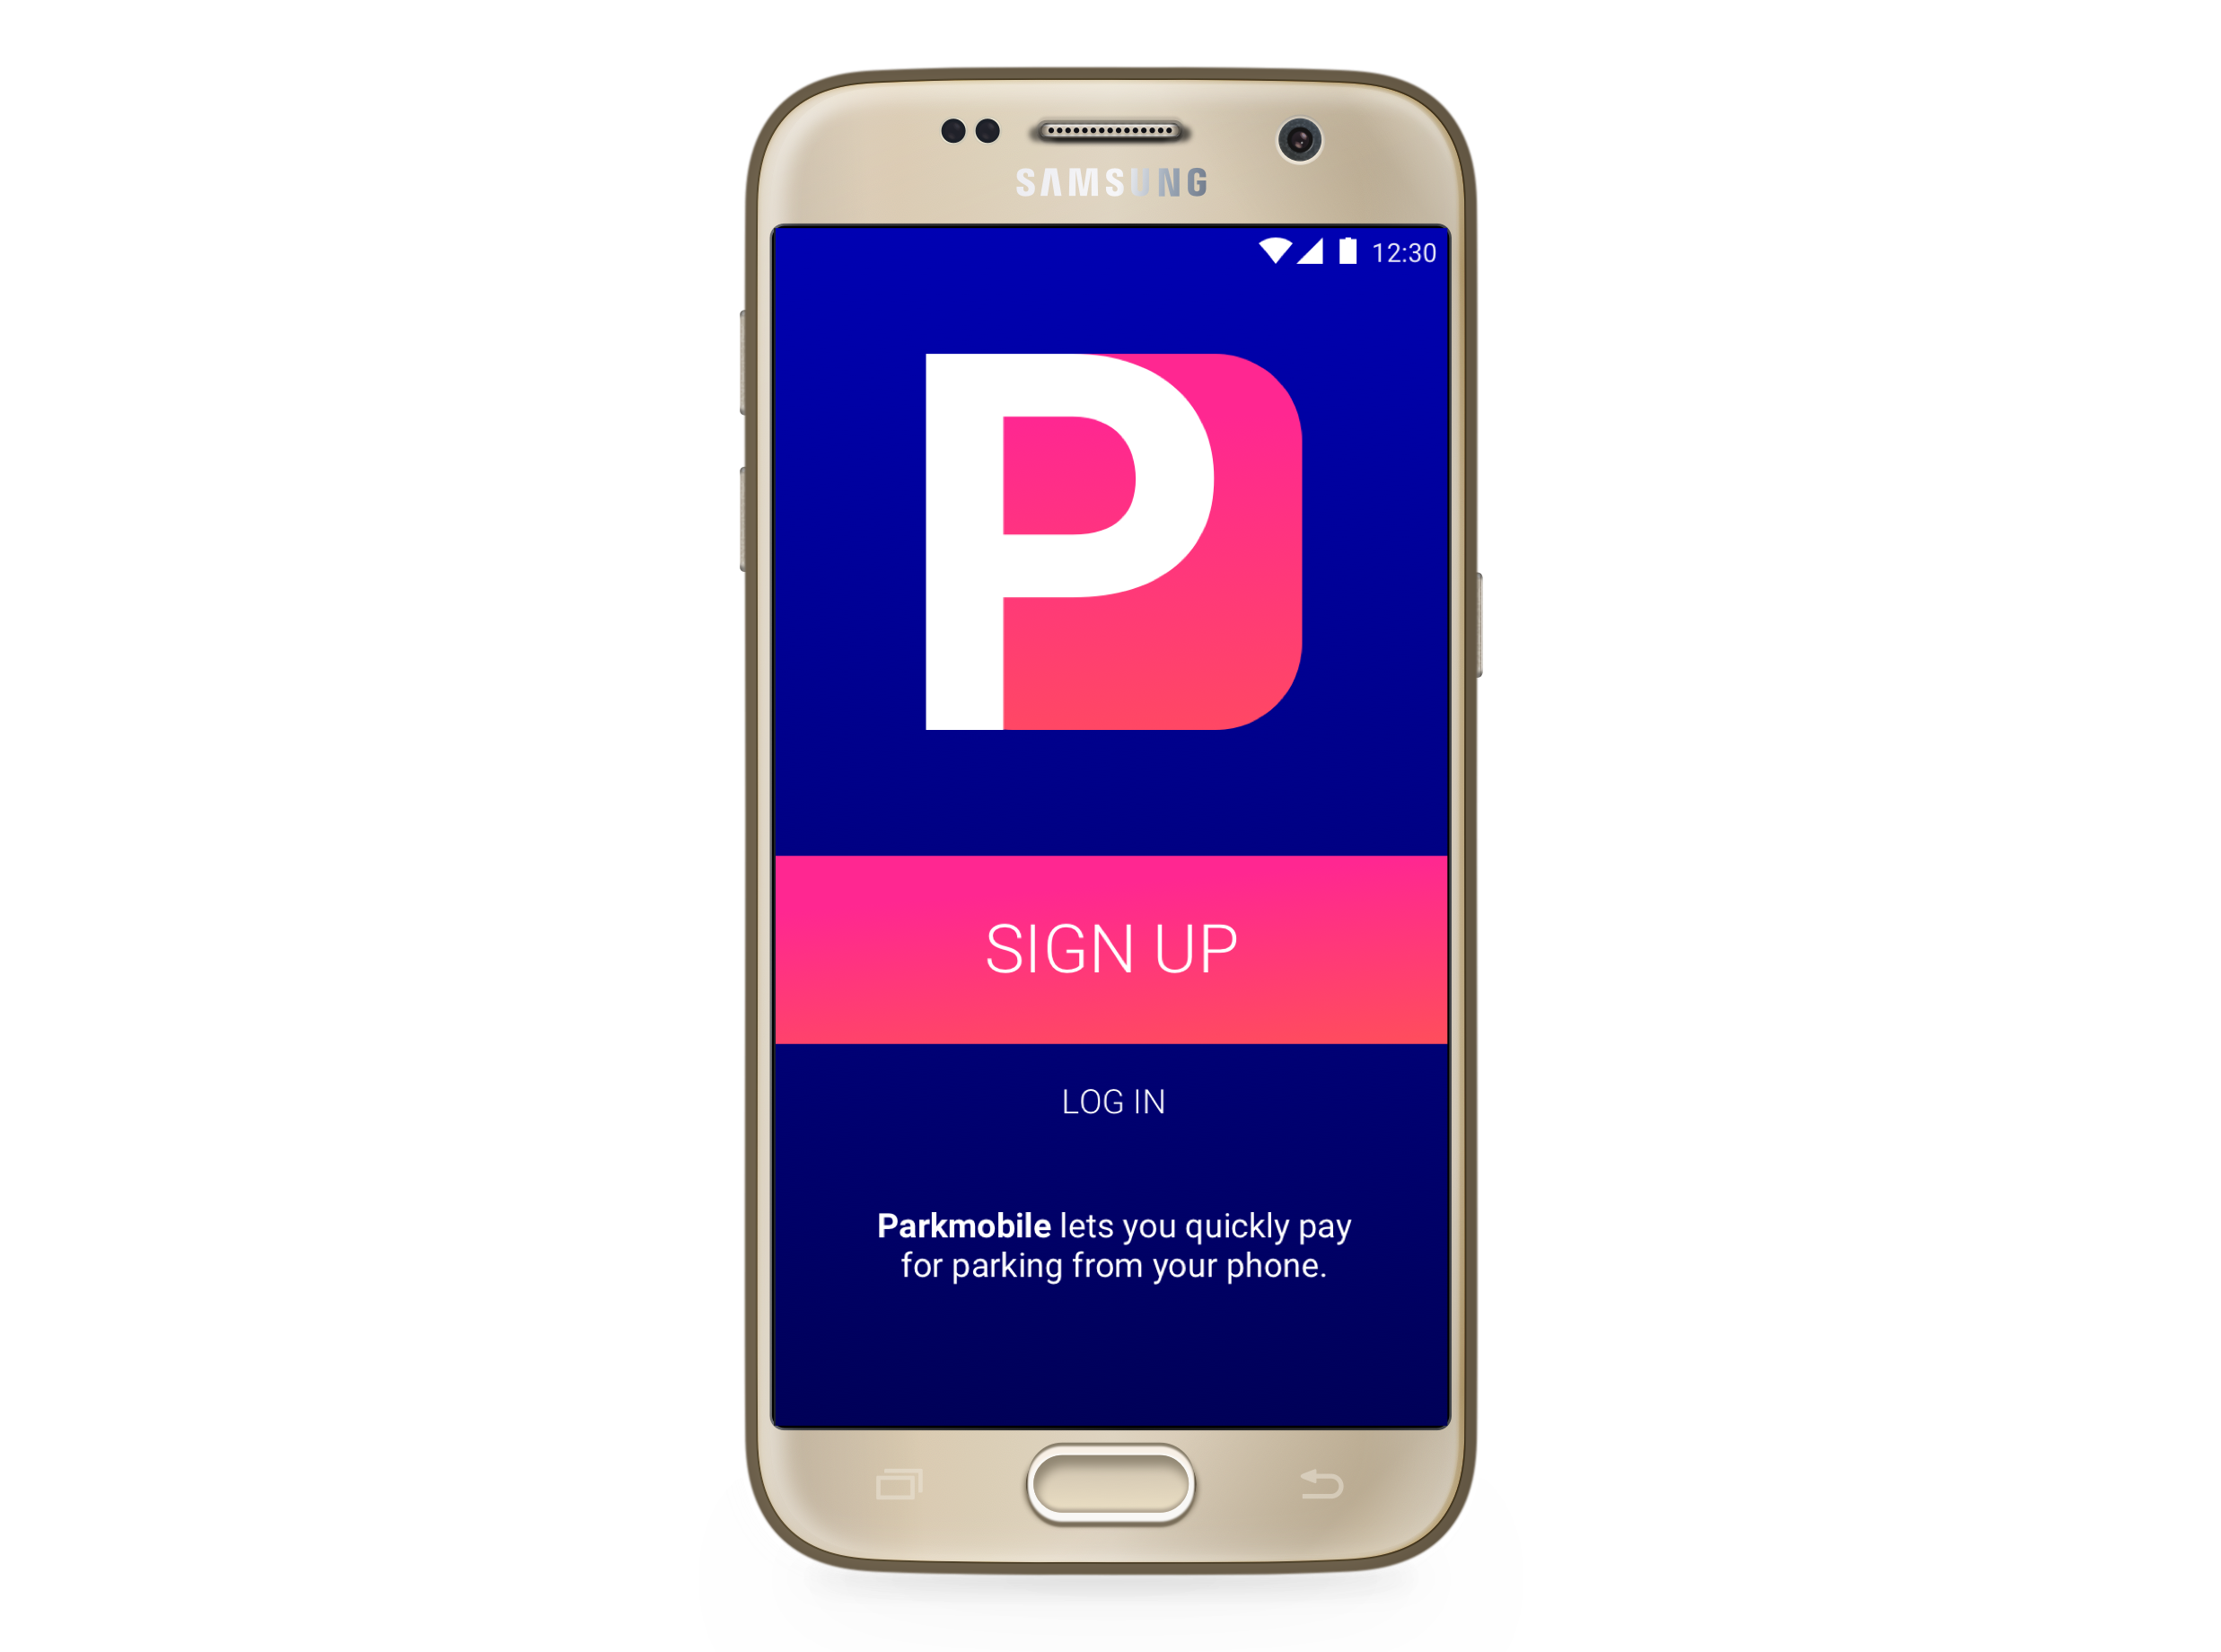 SAMSUNG
12:30
P
SIGN UP
LOG IN
Parkmobile lets you quickly pay
for parking from your phone.